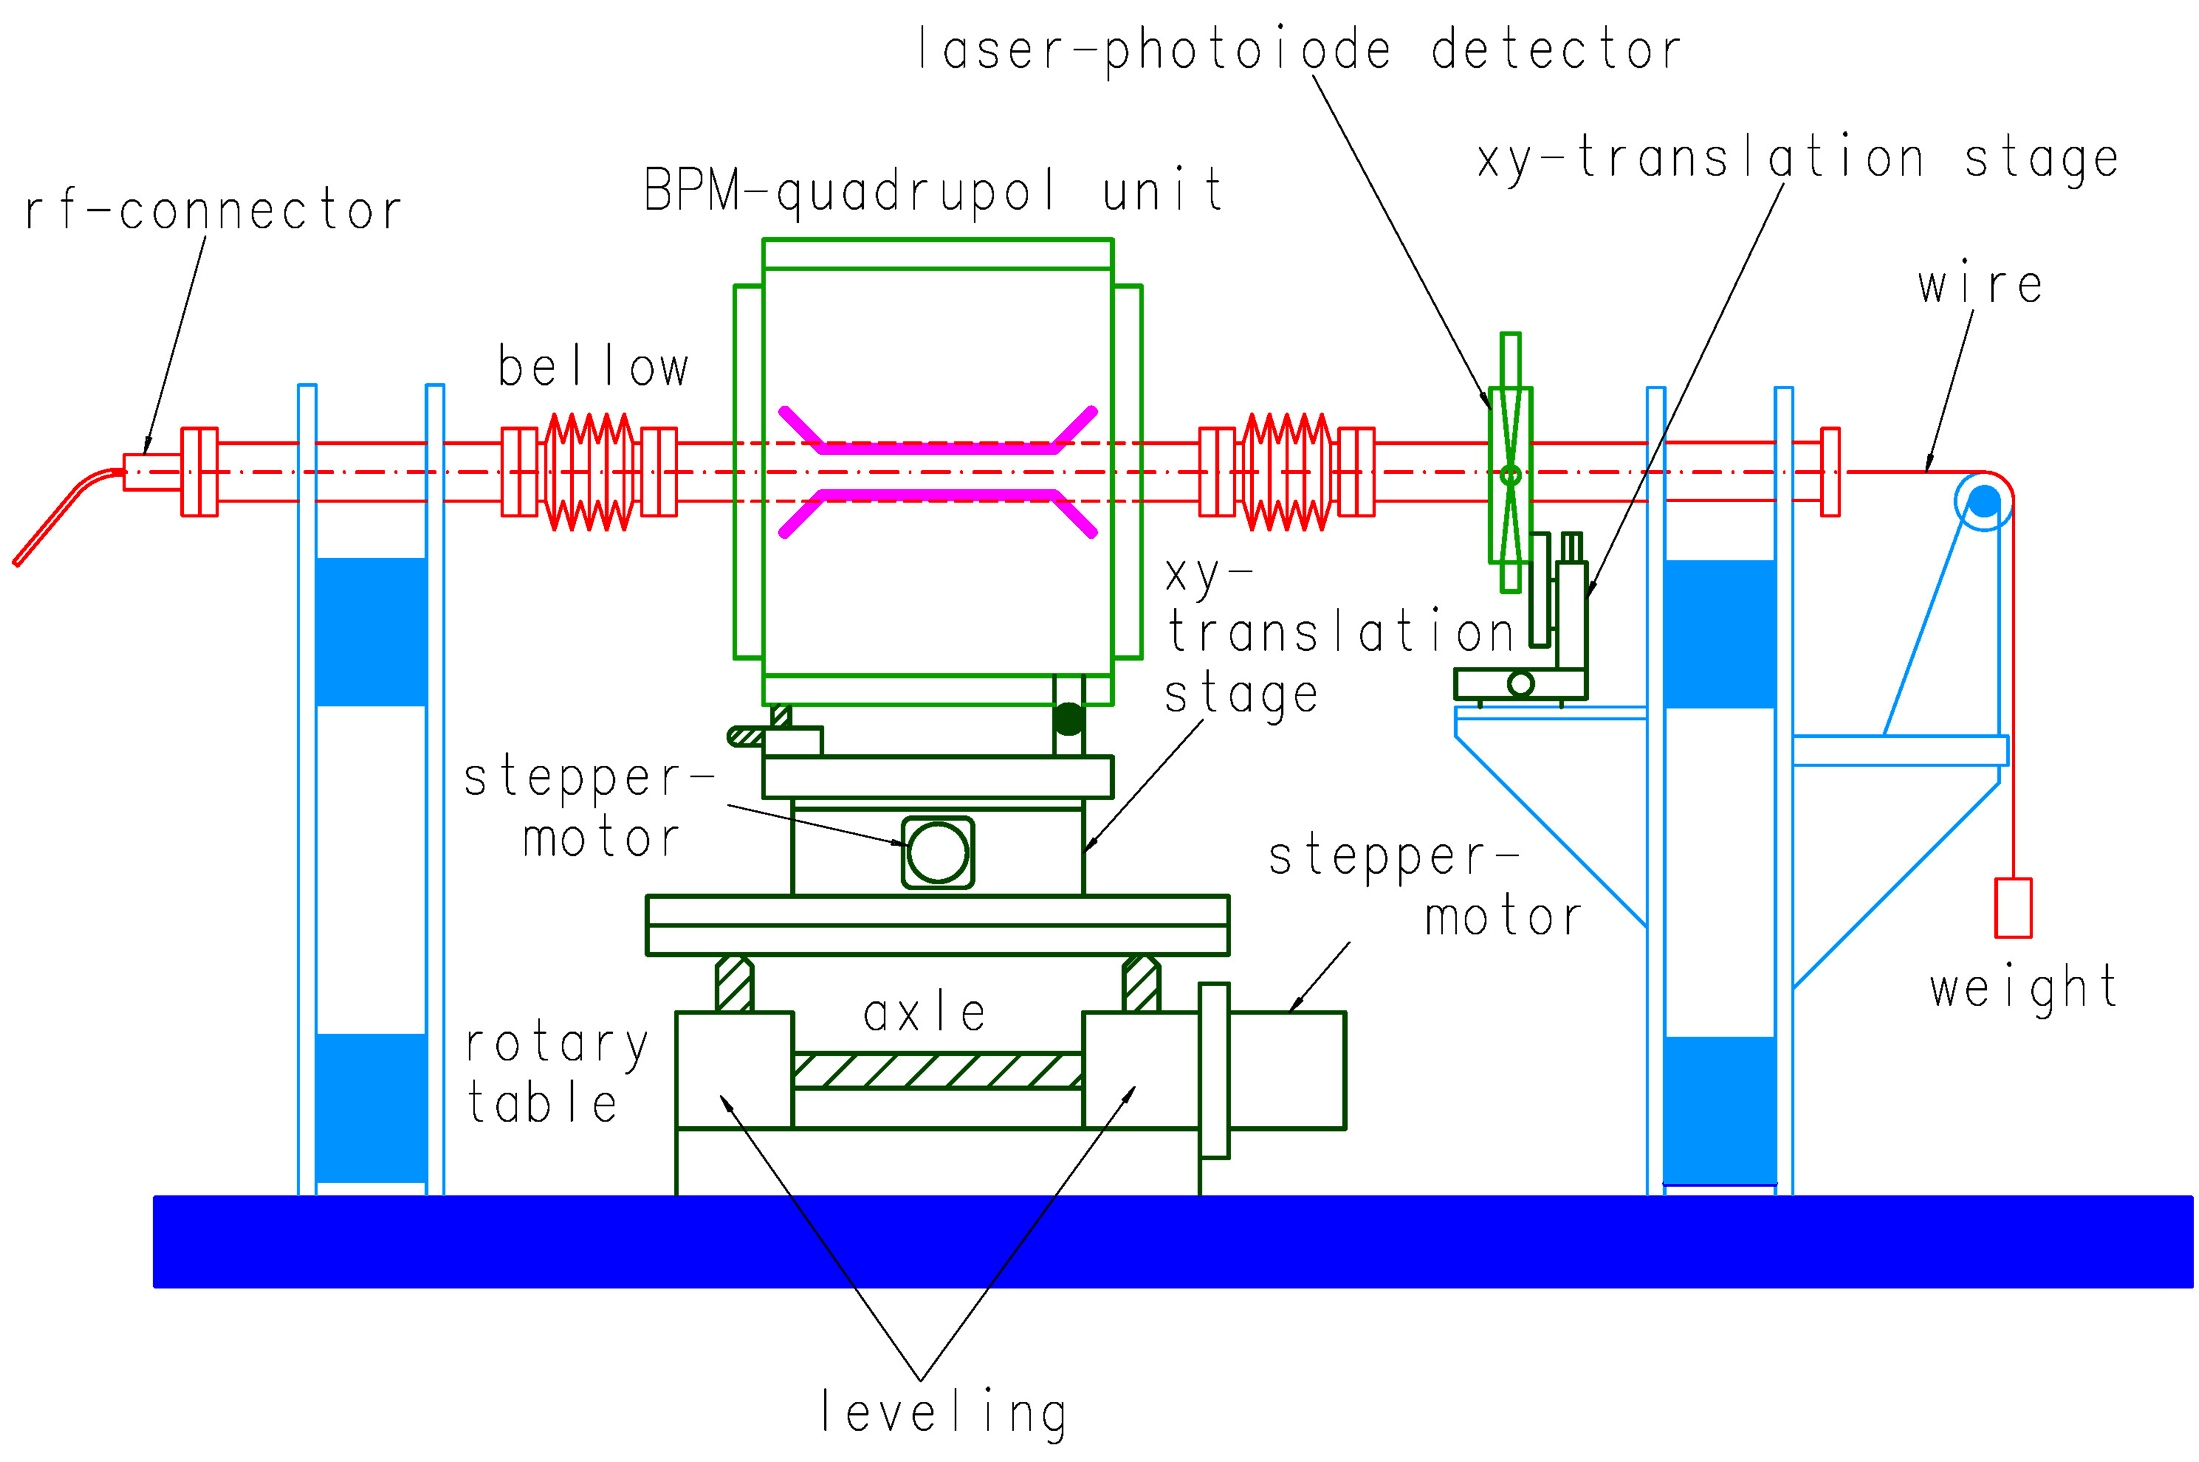 laser-photoiode detector
xy-translation stage
BPM-quadrupol unit
rf-connector
wire
bellow
xy-
translation
stage
stepper-
motor
stepper-
motor
weight
axle
rotary
table
leveling